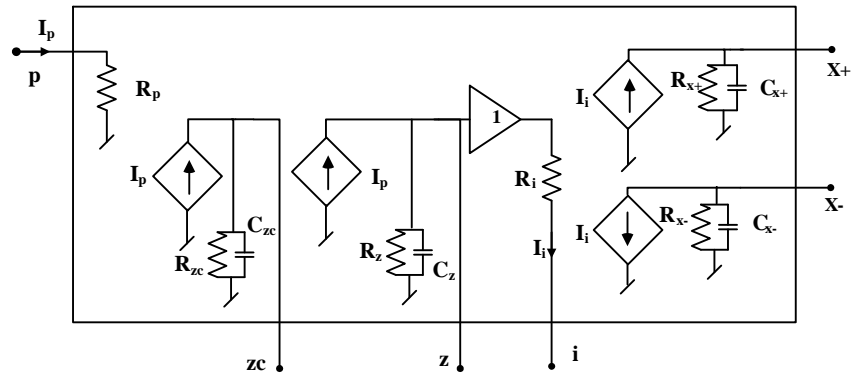 Ip
p
Rp
Ip
Czc
Rzc
Ip
Rz
Cz
1
Ri
Ii
Ii
Rx+
Cx+
X+
Ii
Rx-
Cx-
X-
zc
z
i